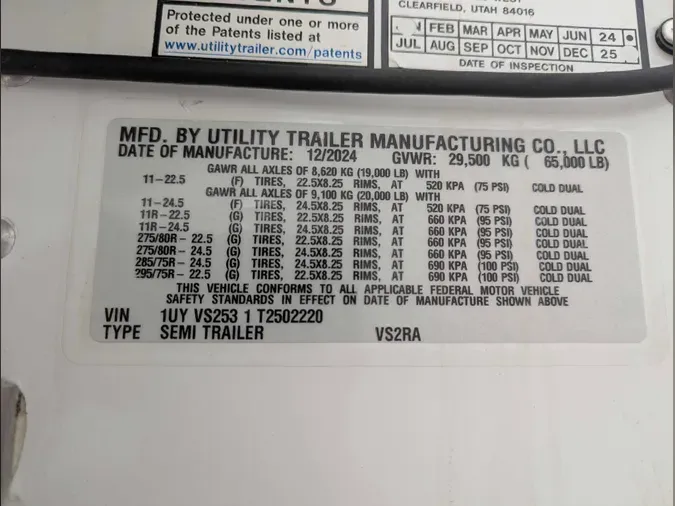 Protected under one or more
of the Patents listed at
www.utilitytrailer.com/patents
CLEARFIELD, UTAH 84016
FEB MAR APR MAY JUN 24
JUL AUG SEP OCT NOV DEC 25
DATE OF INSPECTION
MFD. BY UTILITY TRAILER MANUFACTURING CO., LLC
DATE OF MANUFACTURE: 12/2024 GVWR: 29,500 KG ( 65,000 LB)
GAWR ALL AXLES OF 8,620 KG (19,000 LB) WITH
11-22.5 (F) TIRES, 22.5X8.25 RIMS, AT 520 KPA (75 PSI) COLD DUAL
GAWR ALL AXLES OF 9,100 KG (20,000 LB) WITH
11-24.5 (F) TIRES, 24.5X8.25 RIMS, AT 520 KPA (75 PSI) COLD DUAL
11R-22.5 (G) TIRES, 22.5X8.25 RIMS, AT 660 KPA (95 PSI) COLD DUAL
11R-24.5 (G) TIRES, 24.5X8.25 RIMS, AT 660 KPA (95 PSI) COLD DUAL
275/80R- 22.5 (G) TIRES, 22.5X8.25 RIMS, AT 660 KPA (95 PSI) COLD DUAL
275/80R- 24.5 (G) TIRES, 24.5X8.25 RIMS, AT 660 KPA (95 PSI) COLD DUAL
285/75R- 24.5 (G) TIRES, 24.5X8.25 RIMS, AT 690 KPA (100 PSI) COLD DUAL
295/75R- 22.5 (G) TIRES, 22.5X8.25 RIMS, AT 690 KPA (100 PSI) COLD DUAL
THIS VEHICLE CONFORMS TO ALL APPLICABLE FEDERAL MOTOR VEHICLE
SAFETY STANDARDS IN EFFECT ON DATE OF MANUFACTURE SHOWN ABOVE
VIN 1UY VS253 1 T2502220
TYPE SEMI TRAILER VS2RA